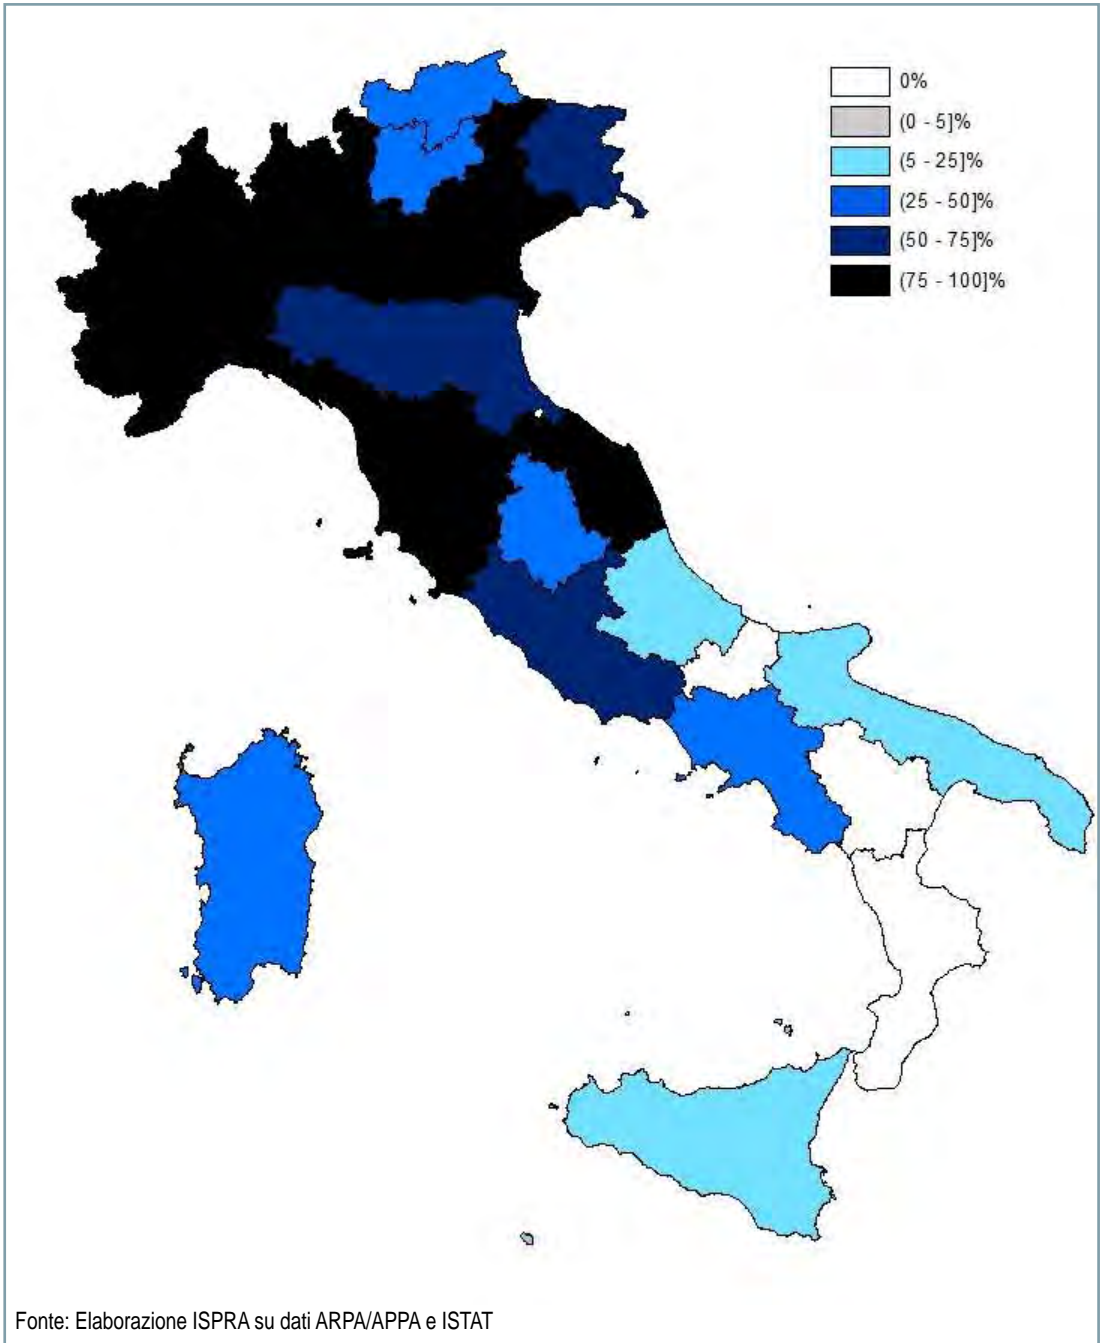 0%
(0 - 5]%
(5 - 25]%
(25 - 50]%
(50 - 75]%
(75 - 100]%
Fonte: Elaborazione ISPRA su dati ARPA/APPA e ISTAT